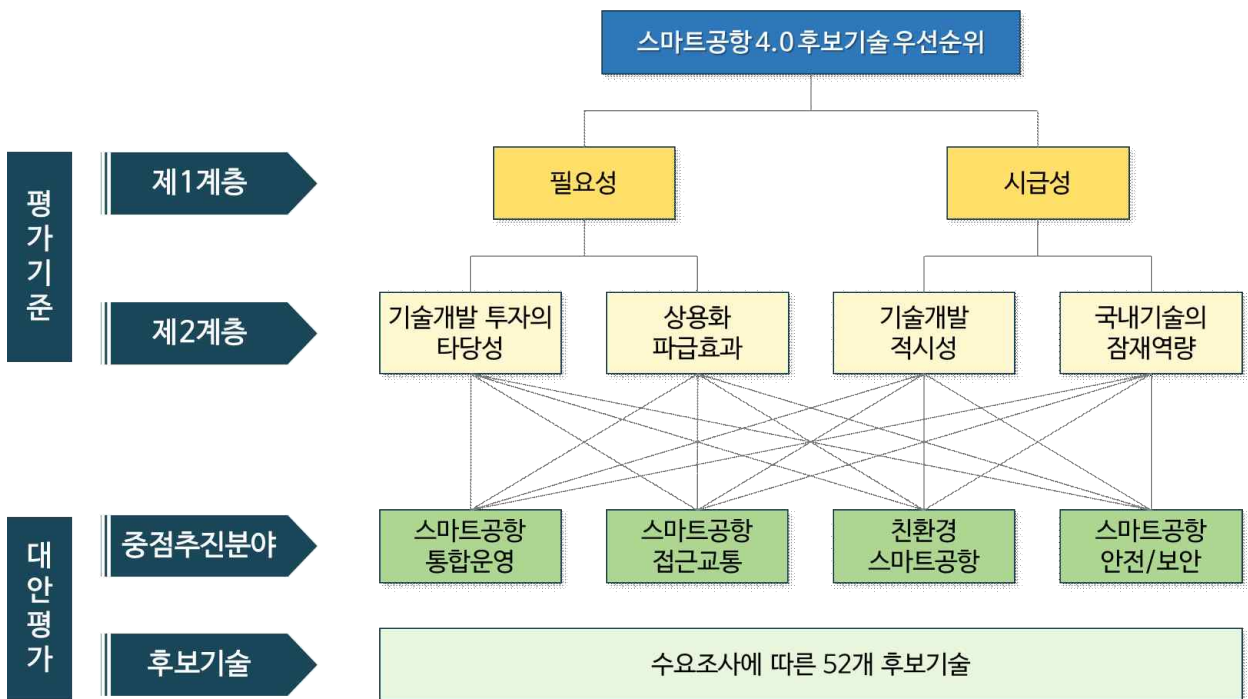 스마트공항 4.0 후보기술 우선순위
평가기준
제1계층
필요성
시급성
제2계층
기술개발 투자의
타당성
상용화
파급효과
기술개발
적시성
국내기술의
잠재역량
대안평가
중점추진분야
스마트공항
통합운영
스마트공항
접근교통
친환경
스마트공항
스마트공항
안전/보안
후보기술
수요조사에 따른 52개 후보기술